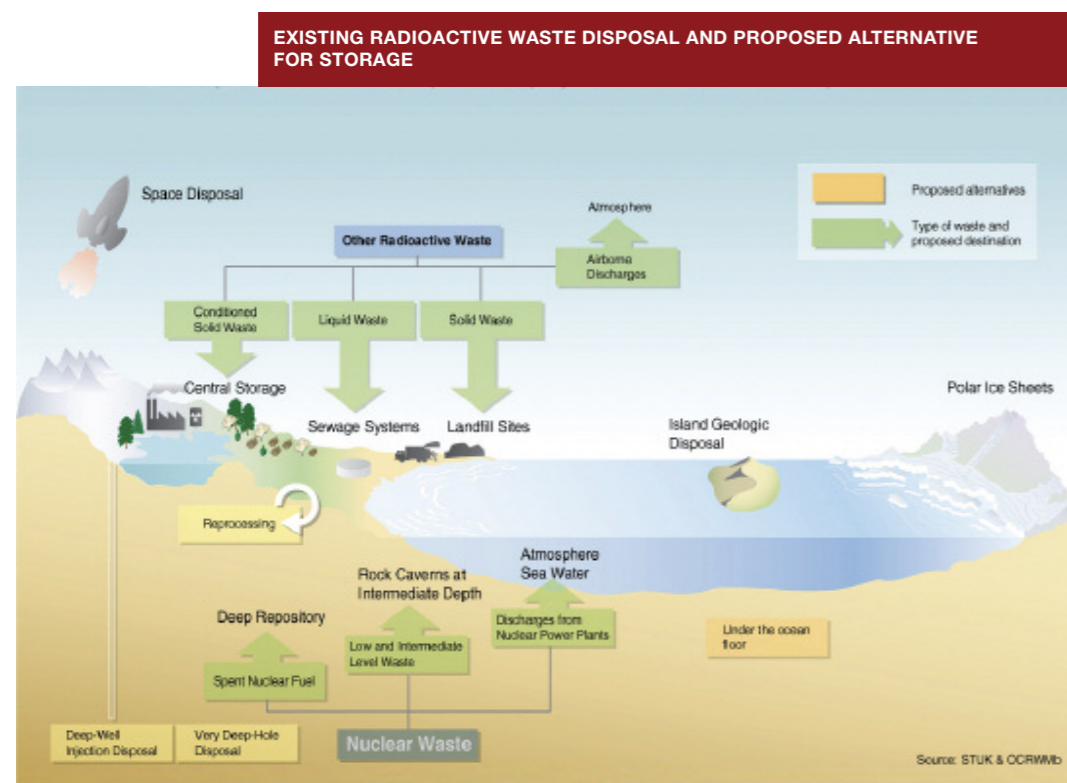 EXISTING RADIOACTIVE WASTE DISPOSAL AND PROPOSED ALTERNATIVE
FOR STORAGE
Space Disposal
Proposed alternatives
Type of waste and
proposed destination
Atmosphere
Other Radioactive Waste
Airborne
Discharges
Conditioned
Solid Waste
Liquid Waste
Solid Waste
Central Storage
Sewage Systems
Landfill Sites
Island Geologic
Disposal
Polar Ice Sheets
Reprocessing
Atmosphere
Sea Water
Rock Caverns at
Intermediate Depth
Deep Repository
Discharges from
Nuclear Power Plants
Low and Intermediate
Level Waste
Spent Nuclear Fuel
Under the ocean
floor
Deep-Well
Injection Disposal
Very Deep-Hole
Disposal
Nuclear Waste
Source: STUK & OCRWMb